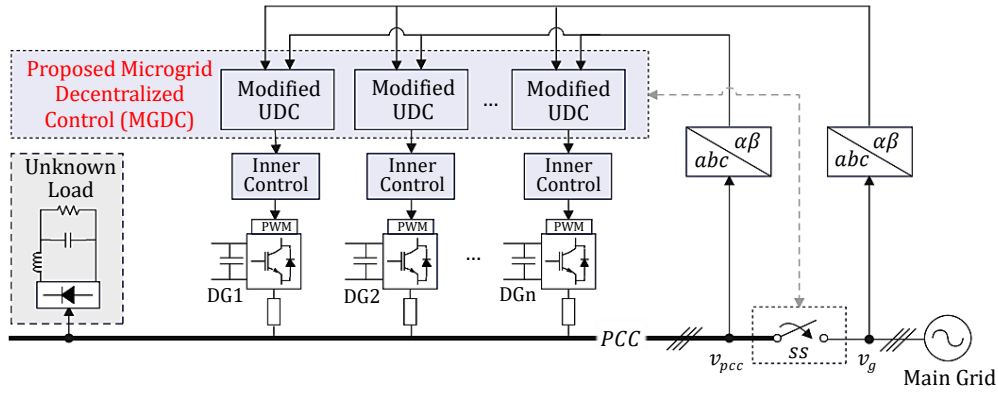 Proposed Microgrid
Decentralized
Control (MGDC)
Modified
UDC
Modified
UDC
...
Modified
UDC
αβ
abc
αβ
abc
Unknown
Load
Inner
Control
Inner
Control
Inner
Control
PWM
PWM
PWM
...
DG1
DG2
DGn
PCC
v_pcc
ss
v_g
Main Grid